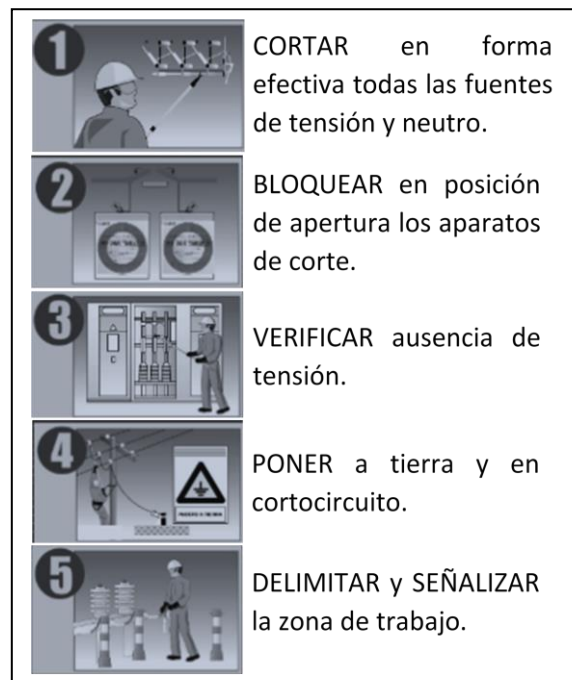 1
CORTAR en forma
efectiva todas las fuentes
de tensión y neutro.
2
BLOQUEAR en posición
de apertura los aparatos
de corte.
3
VERIFICAR ausencia de
tensión.
4
PONER a tierra y en
cortocircuito.
5
DELIMITAR y SEÑALIZAR
la zona de trabajo.